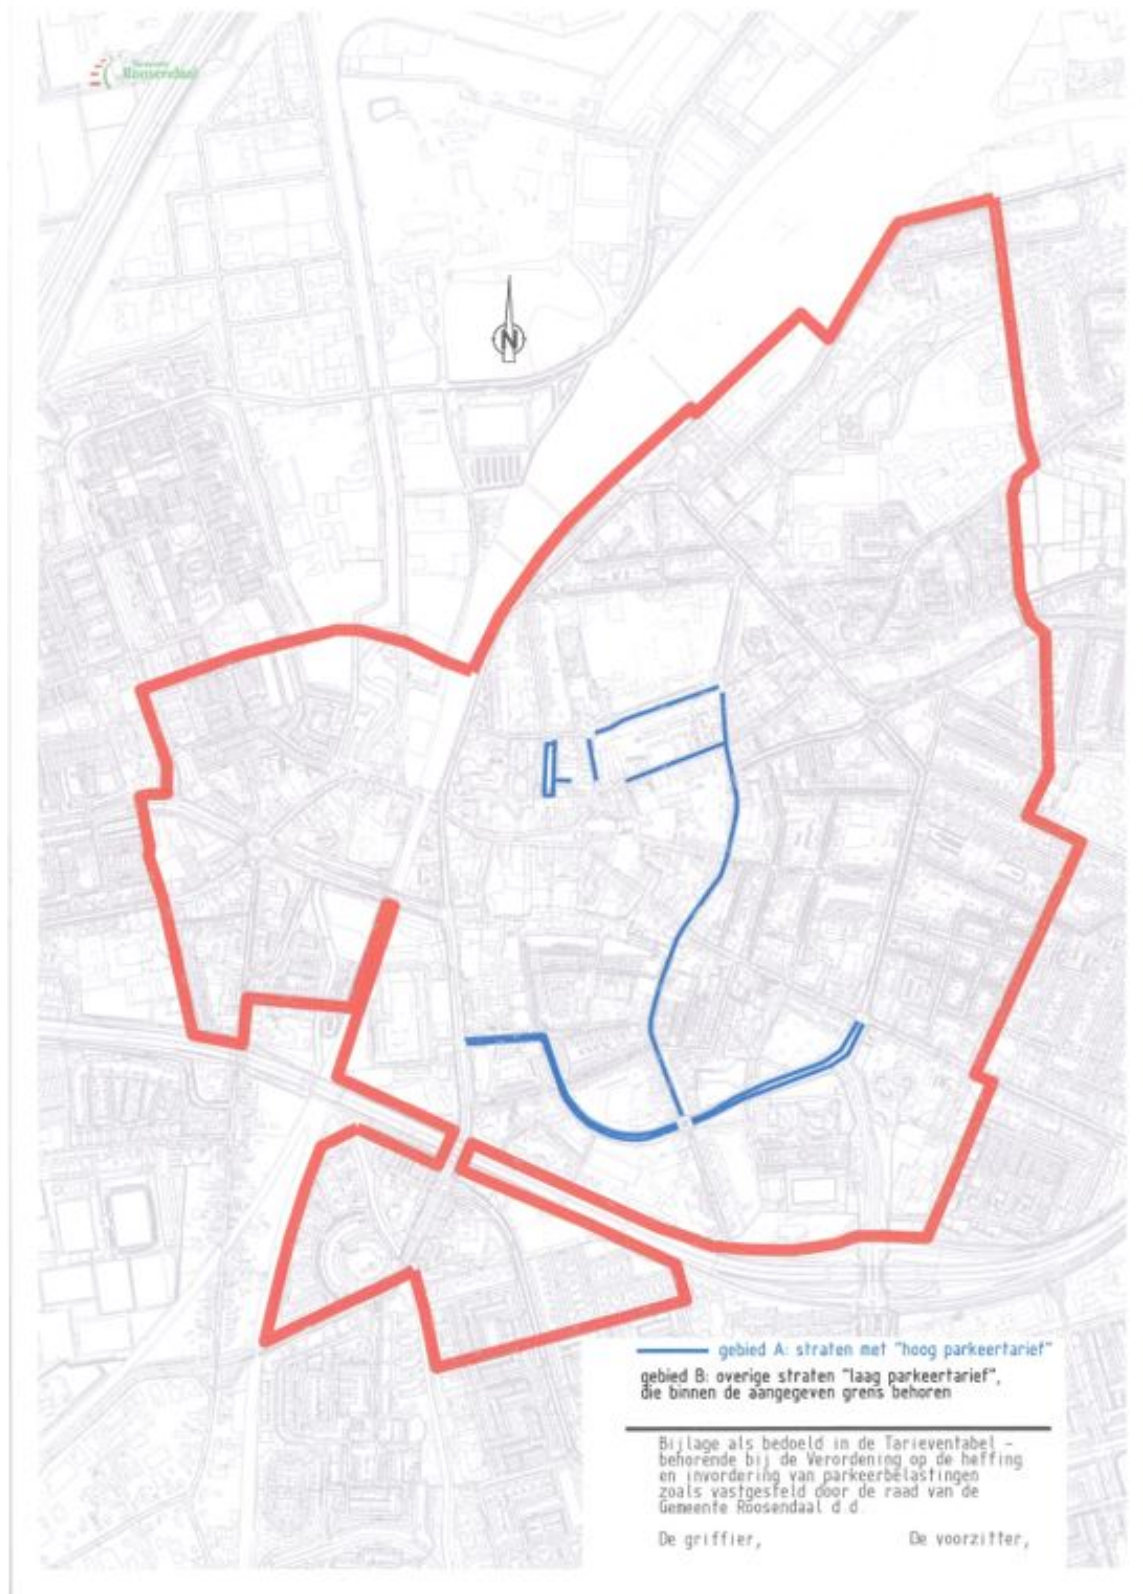 Gemeente
Roosendaal
N
gebied A: straten met "hoog parkeertarief"
gebied B: overige straten "laag parkeertarief",
die binnen de aangegeven grens behoren
Bijlage als bedoeld in de Tarieventabel -
behorende bij de Verordening op de heffing
en invordering van parkeerbelastingen
zoals vastgesteld door de raad van de
Gemeente Roosendaal d.d.
De griffier,
De voorzitter,